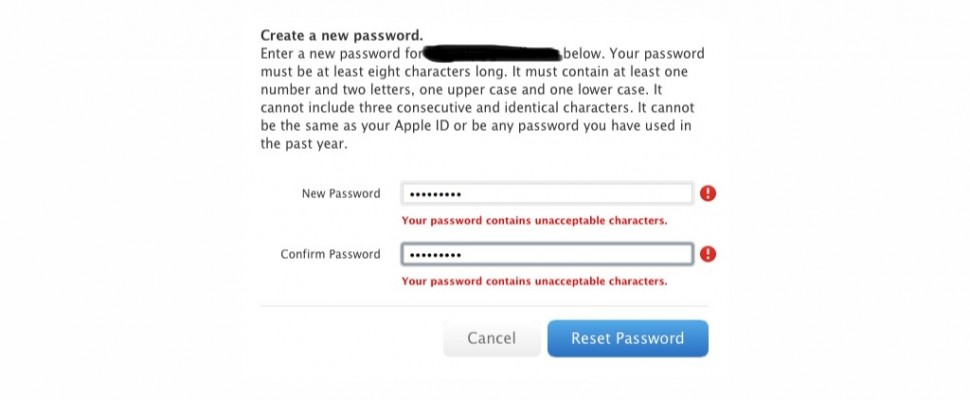 Create a new password.
Enter a new password for below. Your password
must be at least eight characters long. It must contain at least one
number and two letters, one upper case and one lower case. It
cannot include three consecutive and identical characters. It cannot
be the same as your Apple ID or be any password you have used in
the past year.
New Password •••••••••
Your password contains unacceptable characters.
Confirm Password •••••••••
Your password contains unacceptable characters.
Cancel Reset Password